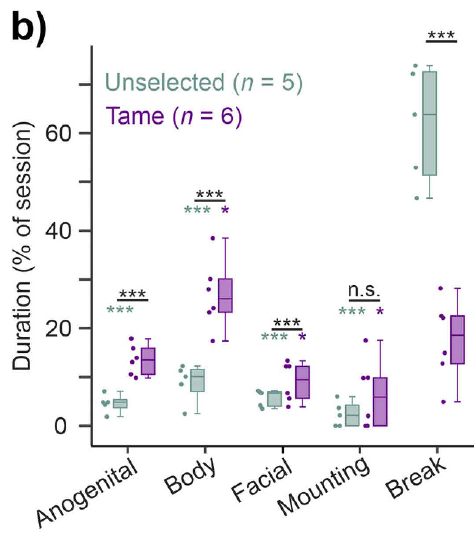 b)
***
Unselected (n = 5)
Tame (n = 6)
60
***
*** *
40
n.s.
*** *
***
***
***
*** *
20
0
Duration (% of session)
Anogenital
Body
Facial
Mounting
Break